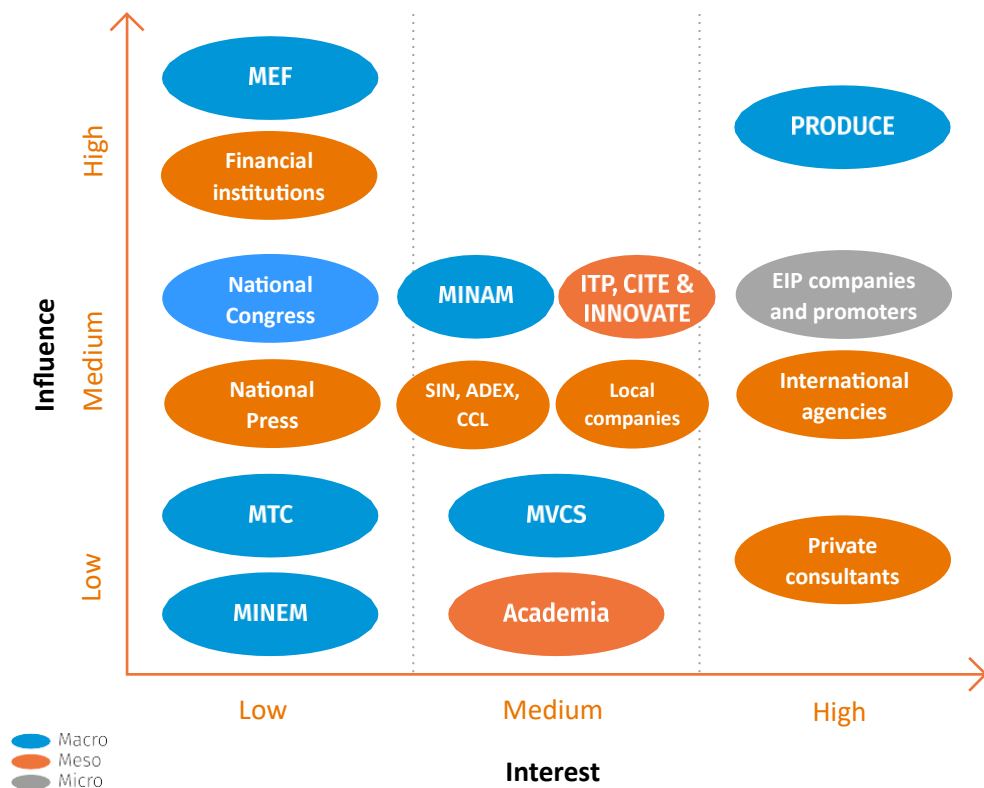 MEF
PRODUCE
High
Financial
institutions
National
Congress
MINAM
ITP, CITE &
INNOVATE
EIP companies
and promoters
Influence
Medium
National
Press
SIN, ADEX,
CCL
Local
companies
International
agencies
MTC
MVCS
Low
Private
consultants
MINEM
Academia
Low
Medium
High
Macro
Meso
Micro
Interest